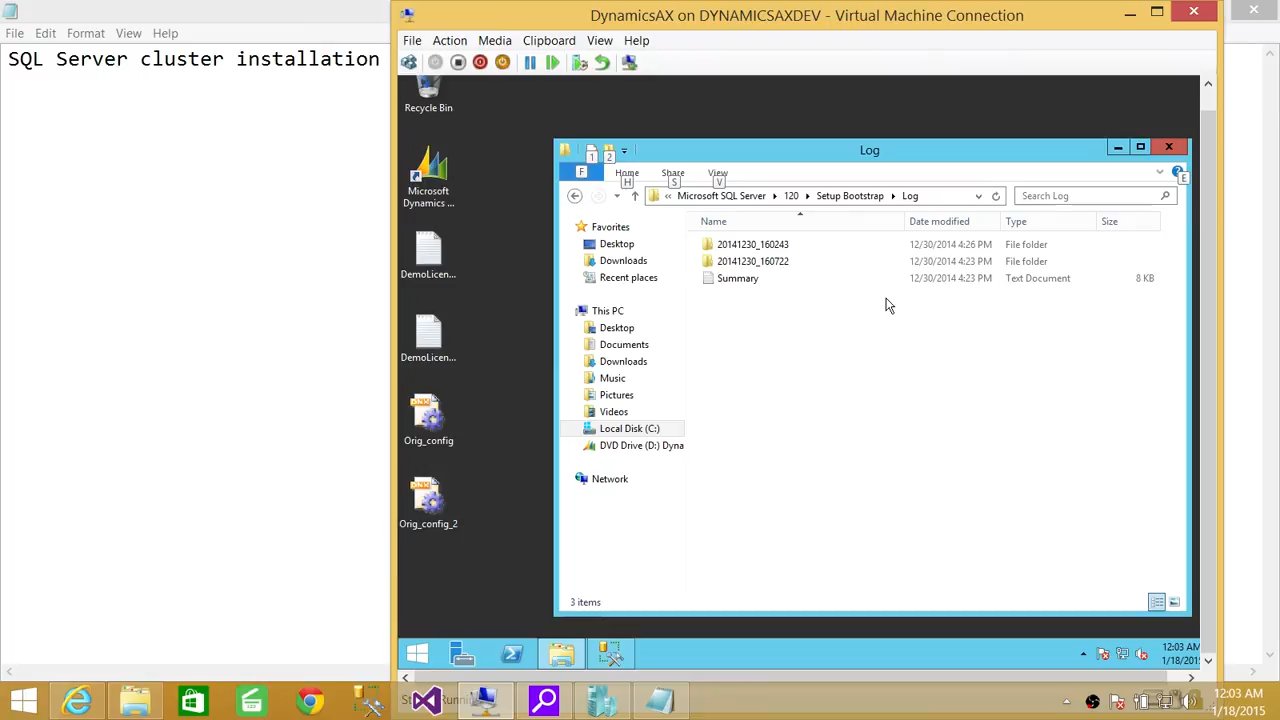 DynamicsAX on DYNAMICSAXDEV - Virtual Machine Connection
File Edit Format View Help
File Action Media Clipboard View Help
SQL Server cluster installation
Recycle Bin
Log
1 2
F Home Share View
H S V E
« Microsoft SQL Server 120 Setup Bootstrap Log
Search Log
Name Date modified Type Size
Favorites
Desktop
Downloads
Recent places
20141230_160243 12/30/2014 4:26 PM File folder
20141230_160722 12/30/2014 4:23 PM File folder
Summary 12/30/2014 4:23 PM Text Document 8 KB
This PC
Desktop
Documents
Downloads
Music
Pictures
Videos
Local Disk (C:)
DVD Drive (D:) Dyna
Network
Microsoft
Dynamics ...
DemoLicen...
DemoLicen...
Orig_config
Orig_config_2
3 items
12:03 AM
1/18/2015
12:03 AM
1/18/2015